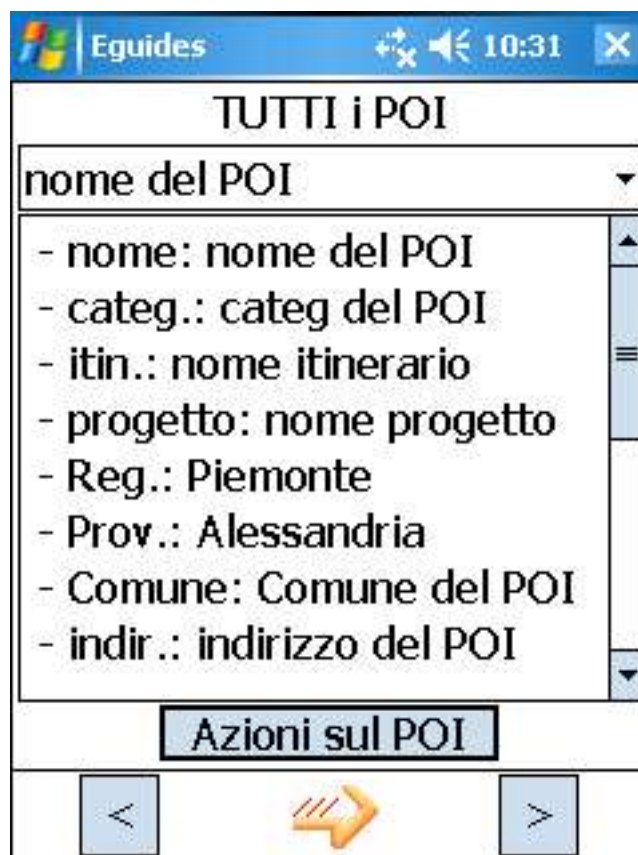 Eguides 10:31
TUTTI i POI
nome del POI
- nome: nome del POI
- categ.: categ del POI
- itin.: nome itinerario
- progetto: nome progetto
- Reg.: Piemonte
- Prov.: Alessandria
- Comune: Comune del POI
- indir.: indirizzo del POI
Azioni sul POI
< >